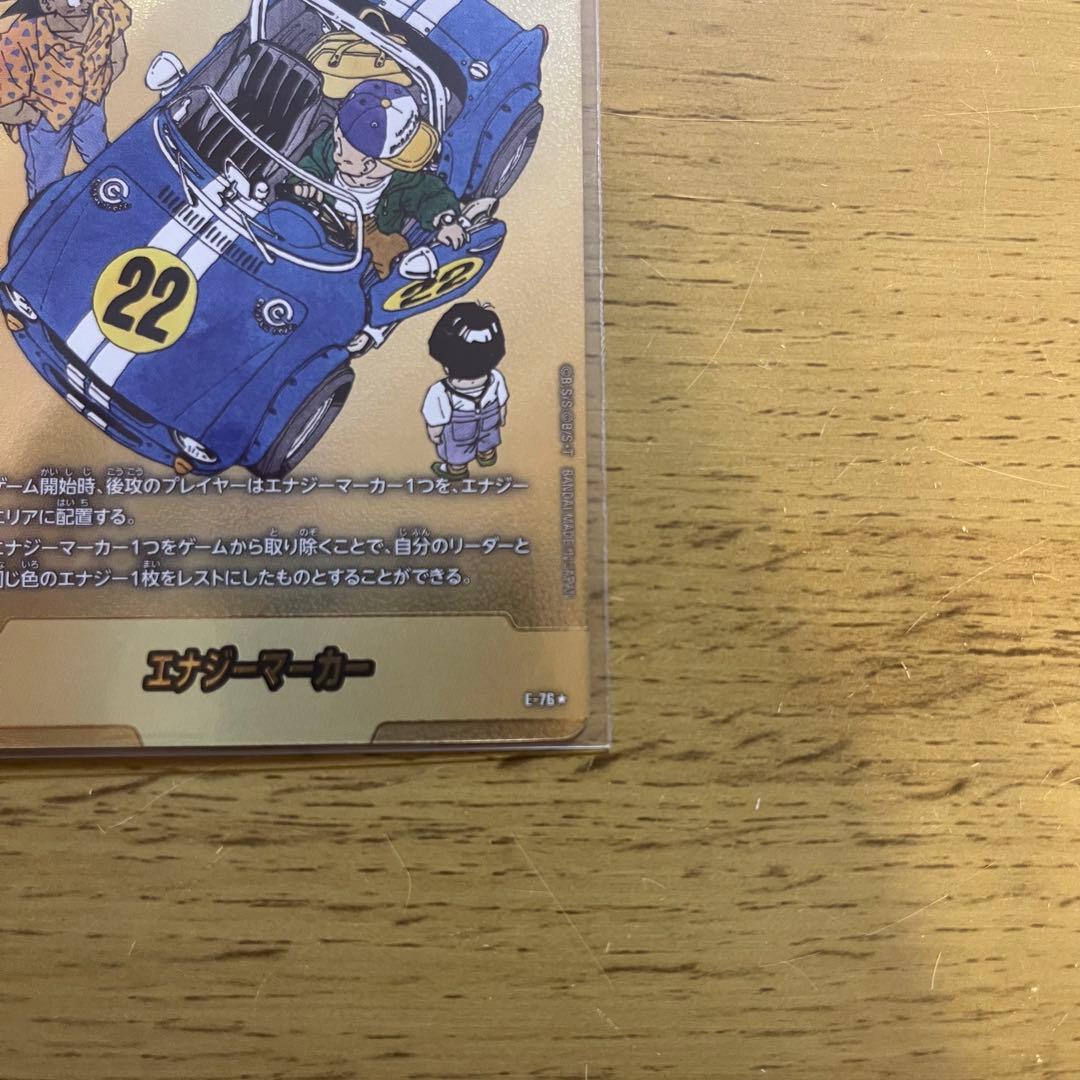 22
22
ゲーム開始時、後攻のプレイヤーはエナジーマーカー1つを、エナジー
エリアに配置する。
エナジーマーカー1つをゲームから取り除くことで、自分のリーダーと
同じ色のエナジー1枚をレストにしたものとすることができる。
エナジーマーカー
E-76★
©B・S/S ©B/S・T BANDAI MADE IN JAPAN